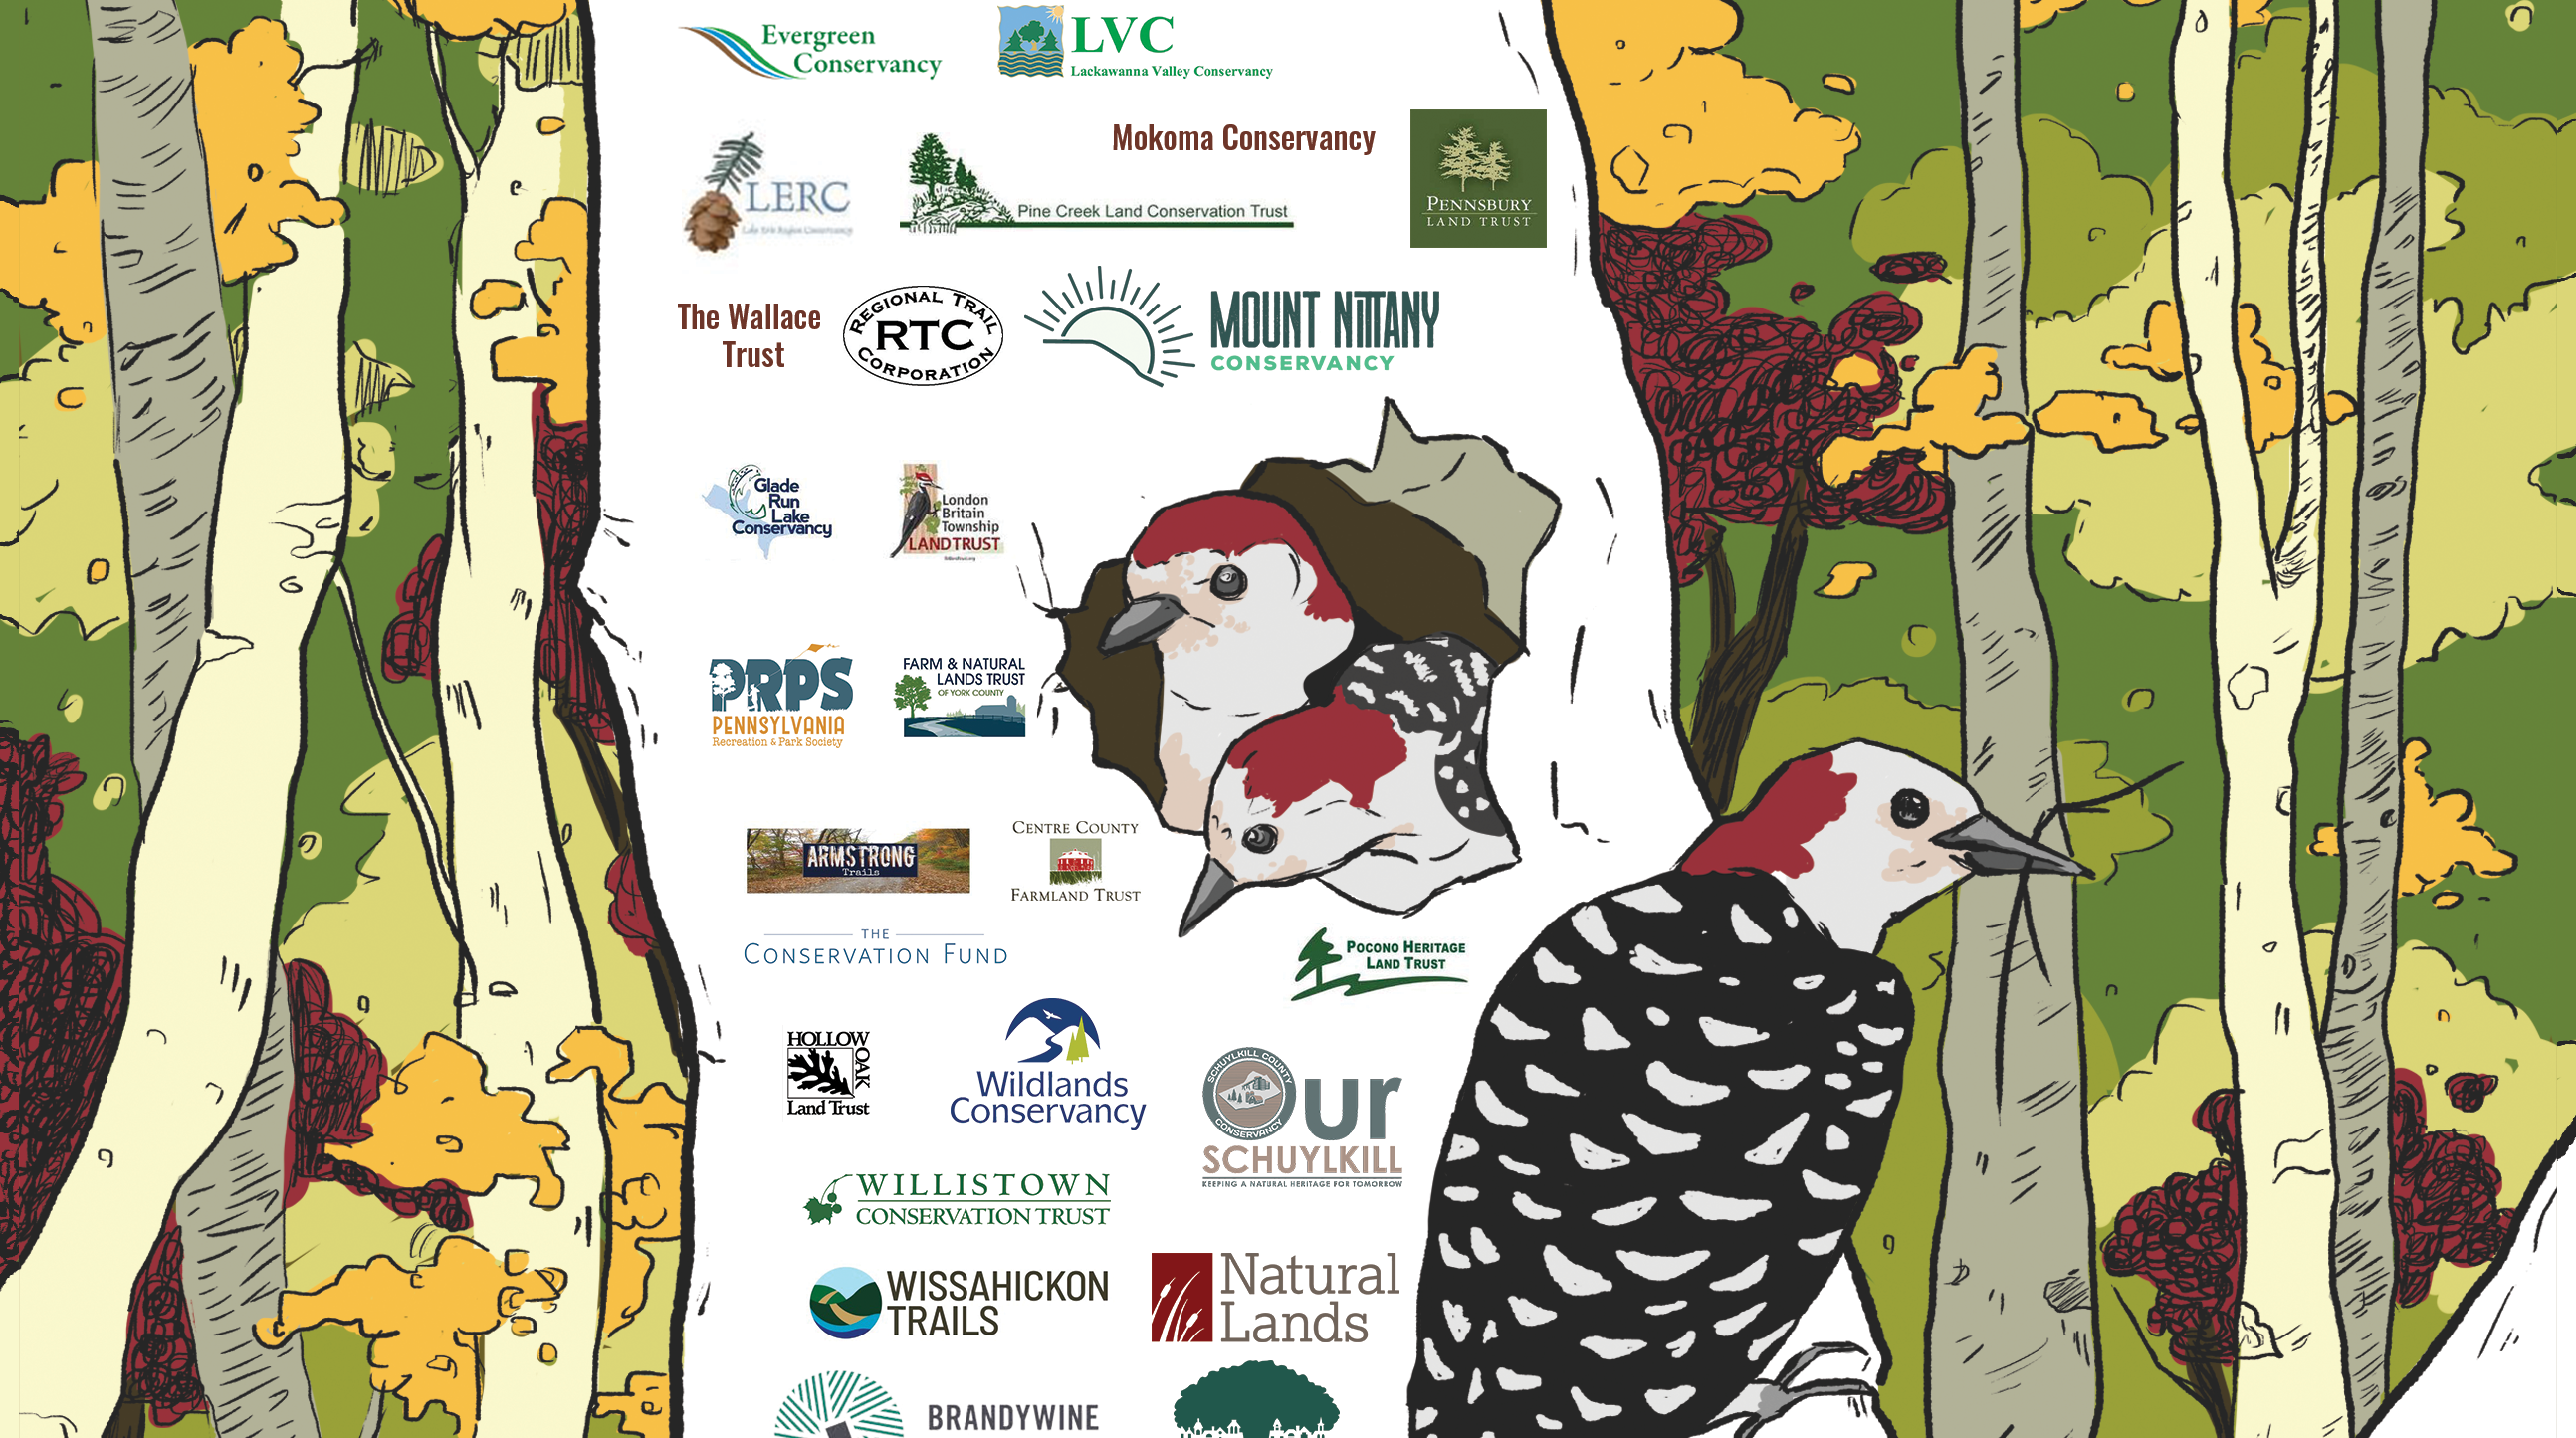 Evergreen
Conservancy
LVC
Lackawanna Valley Conservancy
LERC
Lake Erie Region Conservancy
Pine Creek Land Conservation Trust
Mokoma Conservancy
PENNSBURY
LAND TRUST
The Wallace
Trust
REGIONAL TRAIL
RTC
CORPORATION
MOUNT NITTANY
CONSERVANCY
Glade
Run
Lake
Conservancy
London
Britain
Township
LAND TRUST
PRPS
PENNSYLVANIA
Recreation & Park Society
FARM & NATURAL
LANDS TRUST
OF YORK COUNTY
ARMSTRONG
Trails
CENTRE COUNTY
FARMLAND TRUST
THE
CONSERVATION FUND
POCONO HERITAGE
LAND TRUST
HOLLOW
OAK
Land Trust
Wildlands
Conservancy
SCHUYLKILL COUNTY
CONSERVANCY
Our
SCHUYLKILL
KEEPING A NATURAL HERITAGE FOR TOMORROW
WILLISTOWN
CONSERVATION TRUST
WISSAHICKON
TRAILS
Natural
Lands
BRANDYWINE